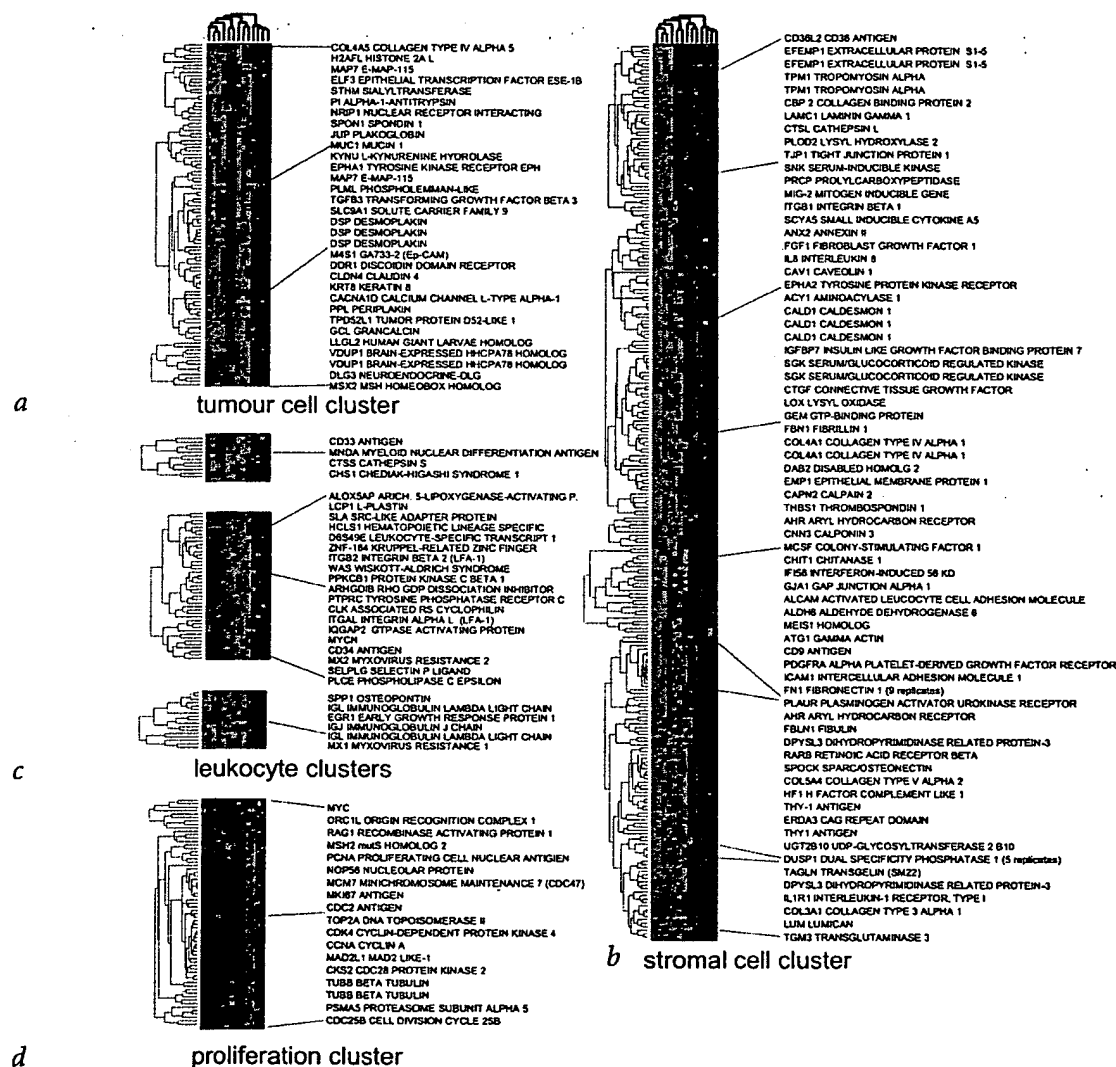 COL4A5 COLLAGEN TYPE IV ALPHA 5
H2AFL HISTONE 2A L
MAP7 E-MAP-115
ELF3 EPITHELIAL TRANSCRIPTION FACTOR ESE-1B
STHM SIALYLTRANSFERASE
PI ALPHA-1-ANTITRYPSIN
NRIP1 NUCLEAR RECEPTOR INTERACTING
SPON1 SPONDIN 1
JUP PLAKOGLOBIN
MUC1 MUCIN 1
KYNU L-KYNURENINE HYDROLASE
EPHA1 TYROSINE KINASE RECEPTOR EPH
MAP7 E-MAP-115
PLML PHOSPHOLEMMAN-LIKE
TGFB3 TRANSFORMING GROWTH FACTOR BETA 3
SLC9A1 SOLUTE CARRIER FAMILY 9
DSP DESMOPLAKIN
DSP DESMOPLAKIN
DSP DESMOPLAKIN
M4S1 GA733-2 (Ep-CAM)
DDR1 DISCOIDIN DOMAIN RECEPTOR
CLDN4 CLAUDIN 4
KRT8 KERATIN 8
CACNA1D CALCIUM CHANNEL L-TYPE ALPHA-1
PPL PERIPLAKIN
TPD52L1 TUMOR PROTEIN D52-LIKE 1
GCL GRANCALCIN
LLGL2 HUMAN GIANT LARVAE HOMOLOG
VDUP1 BRAIN-EXPRESSED HHCPA78 HOMOLOG
VDUP1 BRAIN-EXPRESSED HHCPA78 HOMOLOG
DLG3 NEUROENDOCRINE-DLG
MSX2 MSH HOMEOBOX HOMOLOG
a tumour cell cluster
CD33 ANTIGEN
MNDA MYELOID NUCLEAR DIFFERENTIATION ANTIGEN
CTSS CATHEPSIN S
CHS1 CHEDIAK-HIGASHI SYNDROME 1
ALOX5AP ARICH. 5-LIPOXYGENASE-ACTIVATING P.
LCP1 L-PLASTIN
SLA SRC-LIKE ADAPTER PROTEIN
HCLS1 HEMATOPOIETIC LINEAGE SPECIFIC
D6S49E LEUKOCYTE-SPECIFIC TRANSCRIPT 1
ZNF-164 KRUPPEL-RELATED ZINC FINGER
ITGB2 INTEGRIN BETA 2 (LFA-1)
WAS WISKOTT-ALDRICH SYNDROME
PPKCB1 PROTEIN KINASE C BETA 1
ARHGDIB RHO GDP DISSOCIATION INHIBITOR
PTPRC TYROSINE PHOSPHATASE RECEPTOR C
CLK ASSOCIATED RS CYCLOPHILIN
ITGAL INTEGRIN ALPHA L (LFA-1)
IQGAP2 GTPASE ACTIVATING PROTEIN
MYCN
CD34 ANTIGEN
MX2 MYXOVIRUS RESISTANCE 2
SELPLG SELECTIN P LIGAND
PLCE PHOSPHOLIPASE C EPSILON
SPP1 OSTEOPONTIN
IGL IMMUNOGLOBULIN LAMBDA LIGHT CHAIN
EGR1 EARLY GROWTH RESPONSE PROTEIN 1
IGJ IMMUNOGLOBULIN J CHAIN
IGL IMMUNOGLOBULIN LAMBDA LIGHT CHAIN
MX1 MYXOVIRUS RESISTANCE 1
c leukocyte clusters
MYC
ORC1L ORIGIN RECOGNITION COMPLEX 1
RAG1 RECOMBINASE ACTIVATING PROTEIN 1
MSH2 mutS HOMOLOG 2
PCNA PROLIFERATING CELL NUCLEAR ANTIGIEN
NOP56 NUCLEOLAR PROTEIN
MCM7 MINICHROMOSOME MAINTENANCE 7 (CDC47)
MKI67 ANTIGEN
CDC2 ANTIGEN
TOP2A DNA TOPOISOMERASE II
CDK4 CYCLIN-DEPENDENT PROTEIN KINASE 4
CCNA CYCLIN A
MAD2L1 MAD2 LIKE-1
CKS2 CDC28 PROTEIN KINASE 2
TUBB BETA TUBULIN
TUBB BETA TUBULIN
PSMA5 PROTEASOME SUBUNIT ALPHA 5
CDC25B CELL DIVISION CYCLE 25B
d proliferation cluster
CD36L2 CD36 ANTIGEN
EFEMP1 EXTRACELLULAR PROTEIN S1-5
EFEMP1 EXTRACELLULAR PROTEIN S1-5
TPM1 TROPOMYOSIN ALPHA
TPM1 TROPOMYOSIN ALPHA
CBP 2 COLLAGEN BINDING PROTEIN 2
LAMC1 LAMININ GAMMA 1
CTSL CATHEPSIN L
PLOD2 LYSYL HYDROXYLASE 2
TJP1 TIGHT JUNCTION PROTEIN 1
SNK SERUM-INDUCIBLE KINASE
PRCP PROLYLCARBOXYPEPTIDASE
MIG-2 MITOGEN INDUCIBLE GENE
ITGB1 INTEGRIN BETA 1
SCYA5 SMALL INDUCIBLE CYTOKINE A5
ANX2 ANNEXIN II
FGF1 FIBROBLAST GROWTH FACTOR 1
IL8 INTERLEUKIN 8
CAV1 CAVEOLIN 1
EPHA2 TYROSINE PROTEIN KINASE RECEPTOR
ACY1 AMINOACYLASE 1
CALD1 CALDESMON 1
CALD1 CALDESMON 1
CALD1 CALDESMON 1
IGFBP7 INSULIN LIKE GROWTH FACTOR BINDING PROTEIN 7
SGK SERUM/GLUCOCORTICOID REGULATED KINASE
SGK SERUM/GLUCOCORTICOID REGULATED KINASE
CTGF CONNECTIVE TISSUE GROWTH FACTOR
LOX LYSYL OXIDASE
GEM GTP-BINDING PROTEIN
FBN1 FIBRILLIN 1
COL4A1 COLLAGEN TYPE IV ALPHA 1
COL4A1 COLLAGEN TYPE IV ALPHA 1
DAB2 DISABLED HOMOLG 2
EMP1 EPITHELIAL MEMBRANE PROTEIN 1
CAPN2 CALPAIN 2
THBS1 THROMBOSPONDIN 1
AHR ARYL HYDROCARBON RECEPTOR
CNN3 CALPONIN 3
MCSF COLONY-STIMULATING FACTOR 1
CHIT1 CHITANASE 1
IFI56 INTERFERON-INDUCED 56 KD
GJA1 GAP JUNCTION ALPHA 1
ALCAM ACTIVATED LEUCOCYTE CELL ADHESION MOLECULE
ALDH6 ALDEHYDE DEHYDROGENASE 6
MEIS1 HOMOLOG
ATG1 GAMMA ACTIN
CD9 ANTIGEN
PDGFRA ALPHA PLATELET-DERIVED GROWTH FACTOR RECEPTOR
ICAM1 INTERCELLULAR ADHESION MOLECULE 1
FN1 FIBRONECTIN 1 (9 replicates)
PLAUR PLASMINOGEN ACTIVATOR UROKINASE RECEPTOR
AHR ARYL HYDROCARBON RECEPTOR
FBLN1 FIBULIN
DPYSL3 DIHYDROPYRIMIDINASE RELATED PROTEIN-3
RARB RETINOIC ACID RECEPTOR BETA
SPOCK SPARC/OSTEONECTIN
COL5A4 COLLAGEN TYPE V ALPHA 2
HF1 H FACTOR COMPLEMENT LIKE 1
THY-1 ANTIGEN
ERDA3 CAG REPEAT DOMAIN
THY1 ANTIGEN
UGT2B10 UDP-GLYCOSYLTRANSFERASE 2 B10
DUSP1 DUAL SPECIFICITY PHOSPHATASE 1 (5 replicates)
TAGLN TRANSGELIN (SM22)
DPYSL3 DIHYDROPYRIMIDINASE RELATED PROTEIN-3
IL1R1 INTERLEUKIN-1 RECEPTOR, TYPE I
COL3A1 COLLAGEN TYPE 3 ALPHA 1
LUM LUMICAN
TGM3 TRANSGLUTAMINASE 3
b stromal cell cluster